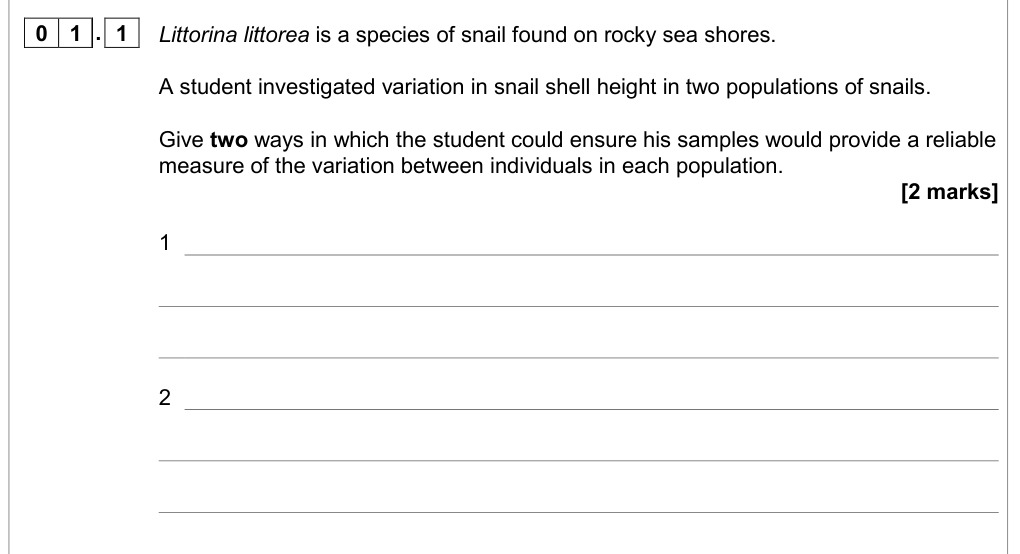 0 1 . 1 Littorina littorea is a species of snail found on rocky sea shores.
A student investigated variation in snail shell height in two populations of snails.
Give two ways in which the student could ensure his samples would provide a reliable
measure of the variation between individuals in each population.
[2 marks]
1
2